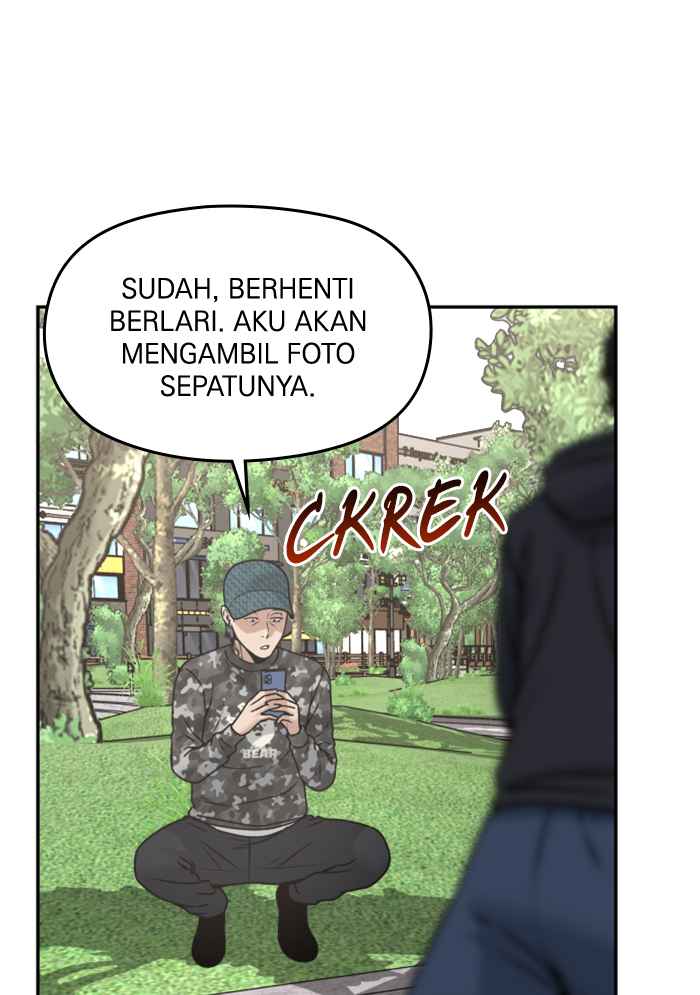 SUDAH, BERHENTI
BERLARI. AKU AKAN
MENGAMBIL FOTO
SEPATUNYA.
CKREK
BEAR